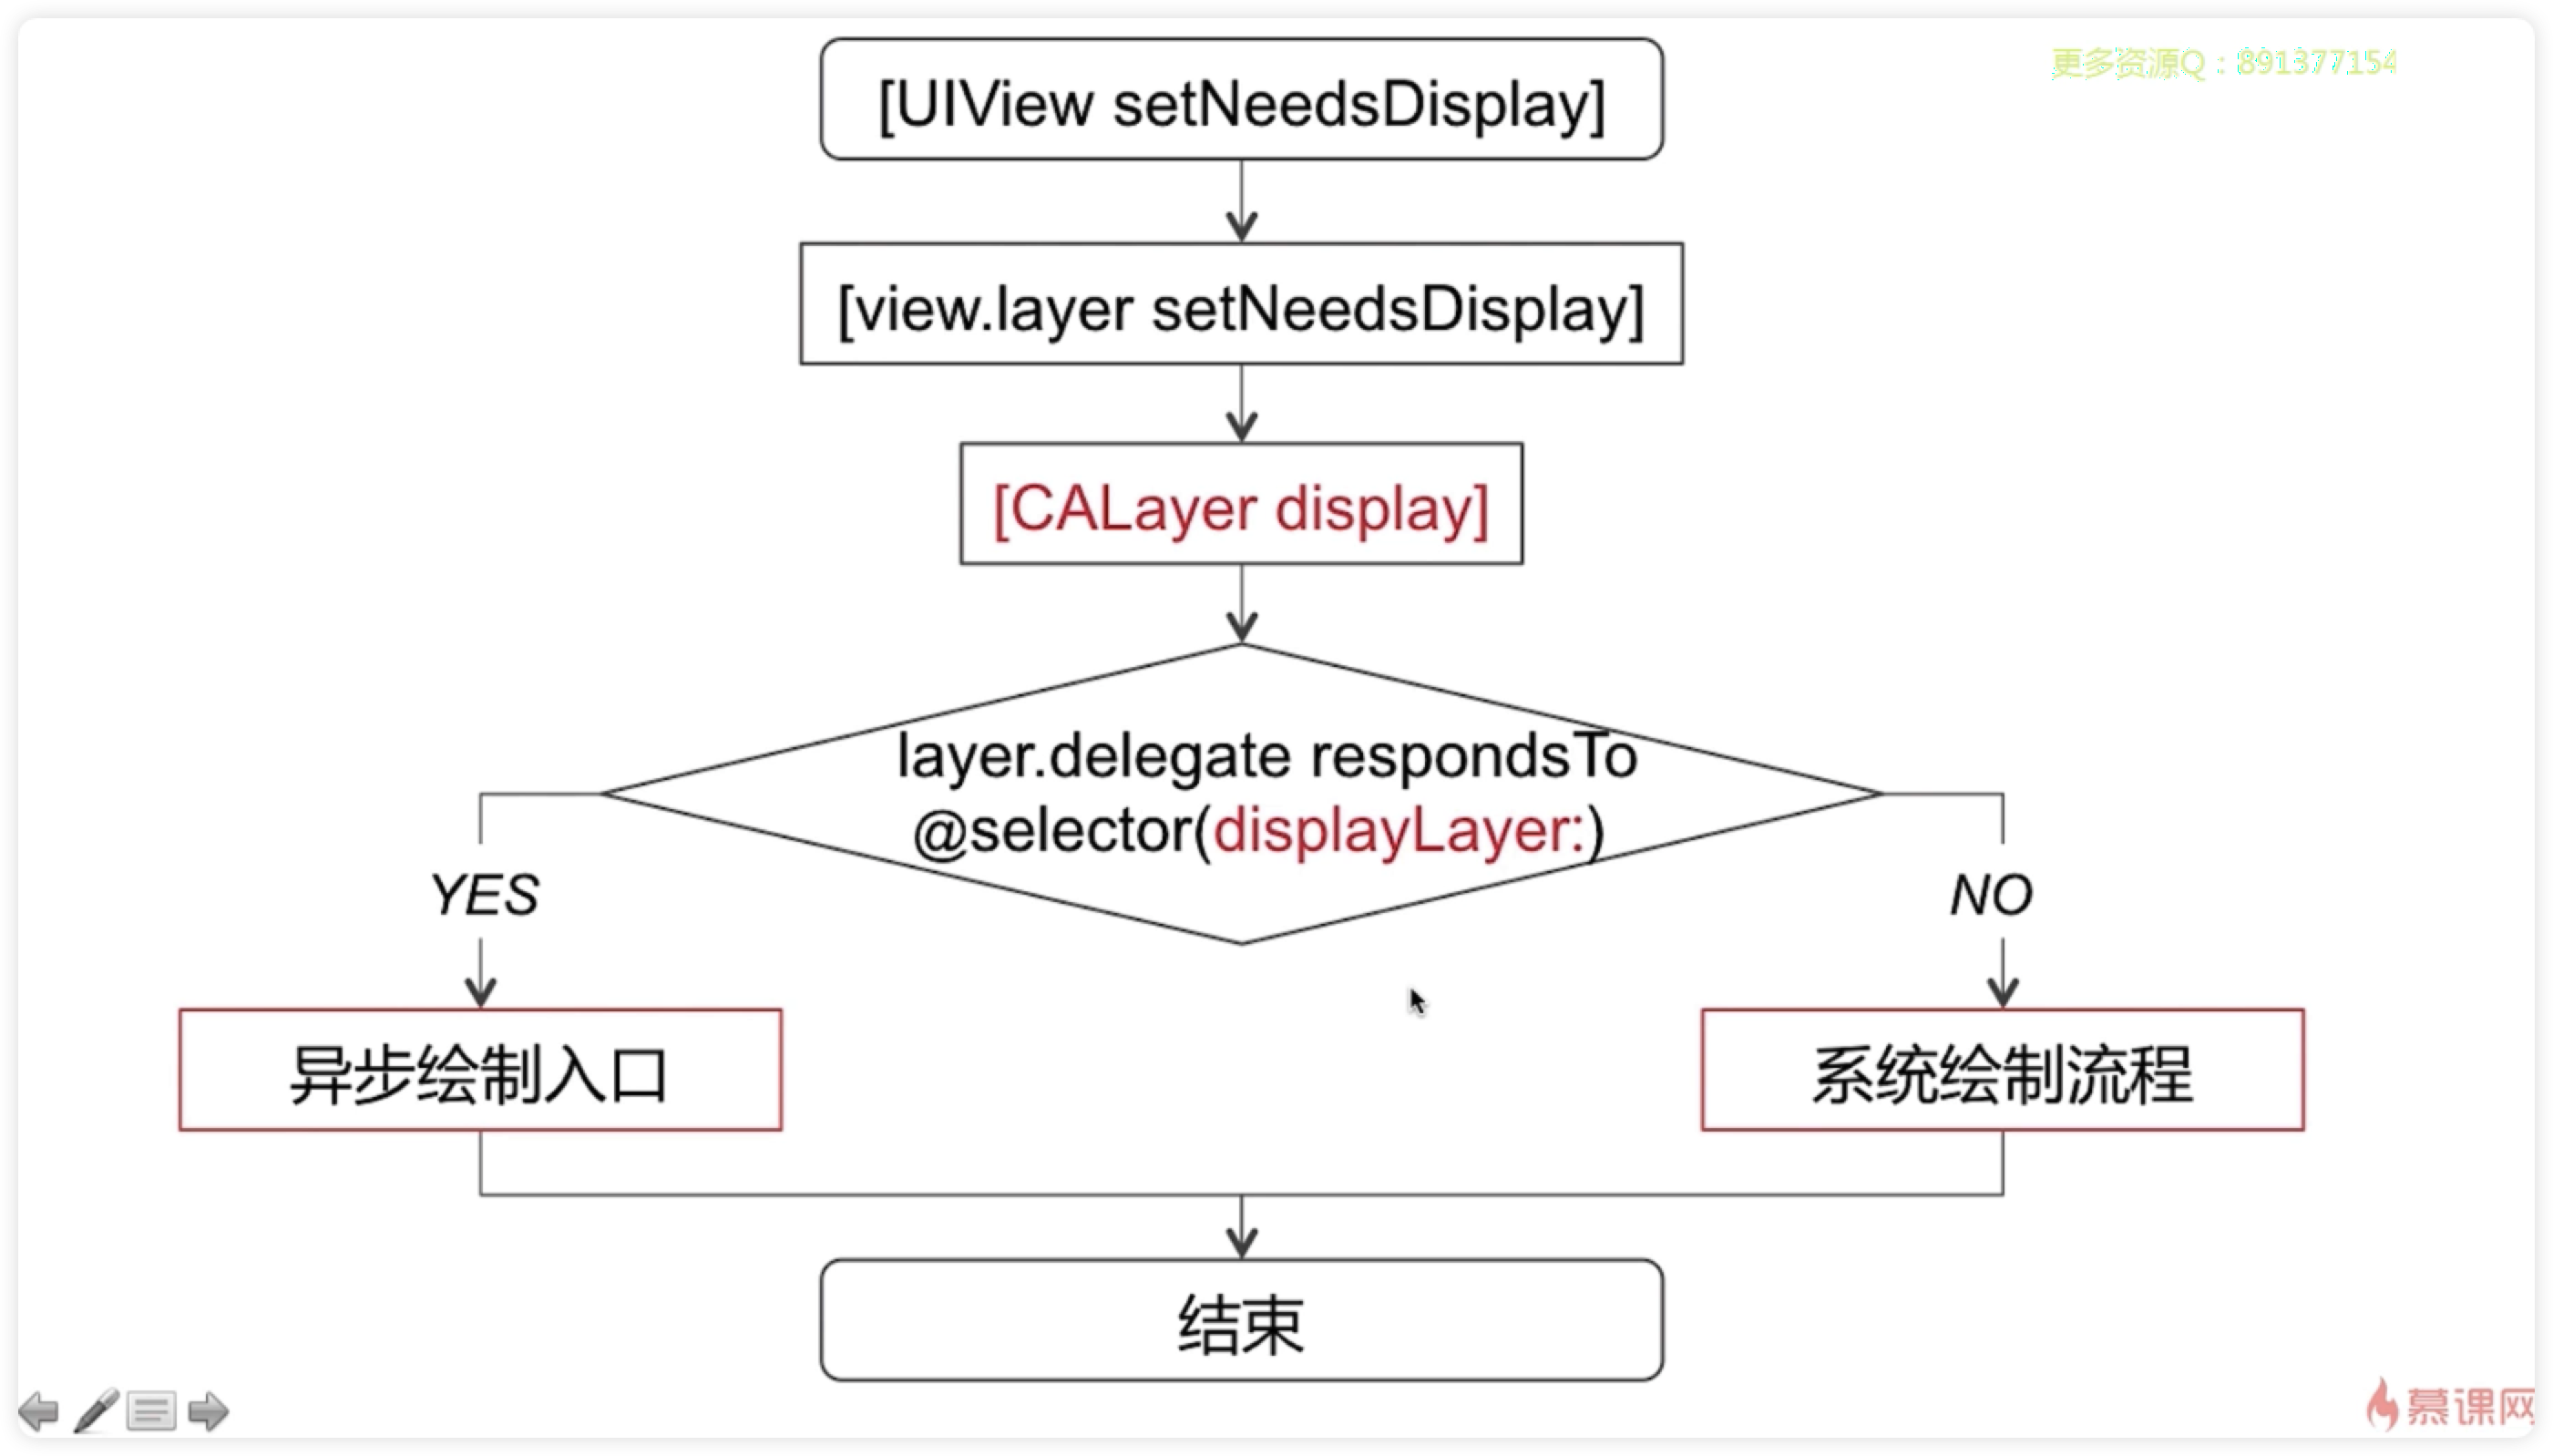 更多资源Q：891377154
[UIView setNeedsDisplay]
[view.layer setNeedsDisplay]
[CALayer display]
layer.delegate respondsTo
@selector(displayLayer:)
YES
NO
异步绘制入口
系统绘制流程
结束
慕课网